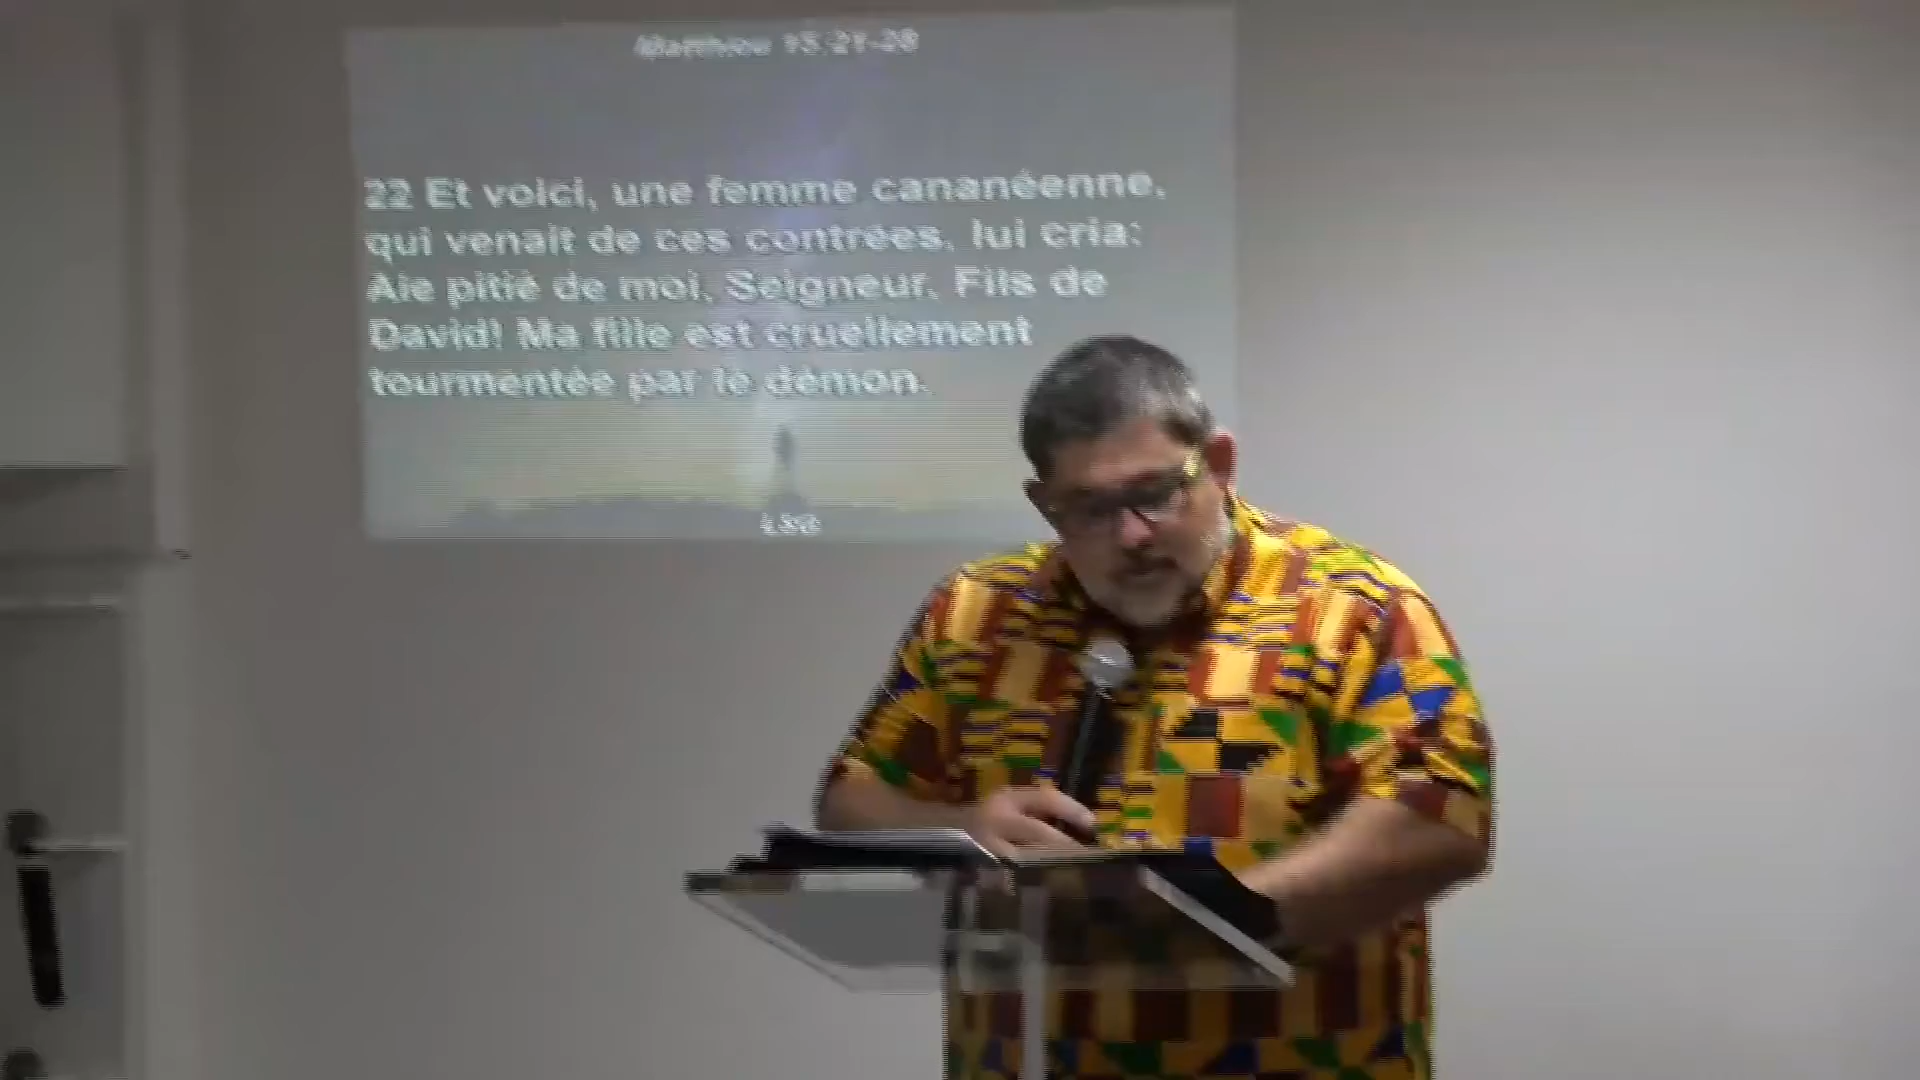 Matthieu 15:21-28
22 Et voici, une femme cananéenne,
qui venait de ces contrées, lui cria:
Aie pitié de moi, Seigneur, Fils de
David! Ma fille est cruellement
tourmentée par le démon.
LSG